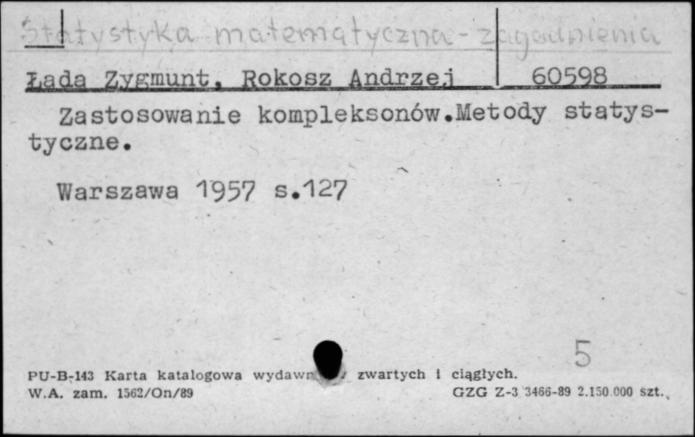 Statystyka matematyczna - zagadnienia
Łada Zygmunt, Rokosz Andrzej 60598
Zastosowanie kompleksonów.Metody statys-
tyczne.
Warszawa 1957 s.127
5
PU-B-143 Karta katalogowa zwartych i ciągłych.
W.A. zam. 1562/On/89 GZG Z-3 3466-89 2.150.000 szt.